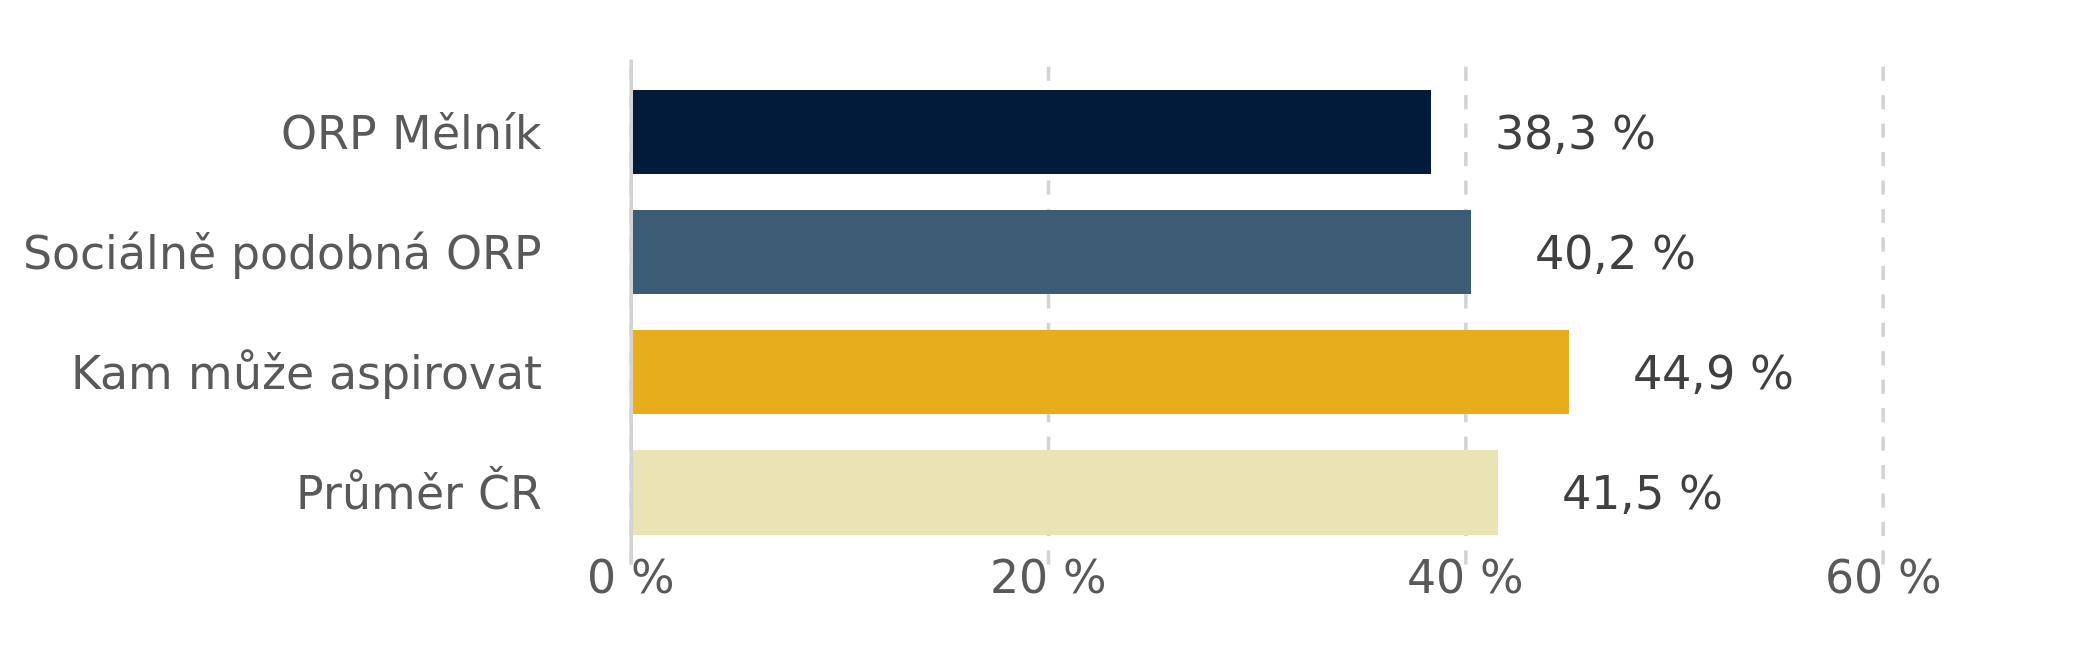 ORP Mělník 38,3 %
Sociálně podobná ORP 40,2 %
Kam může aspirovat 44,9 %
Průměr ČR 41,5 %
0 % 20 % 40 % 60 %